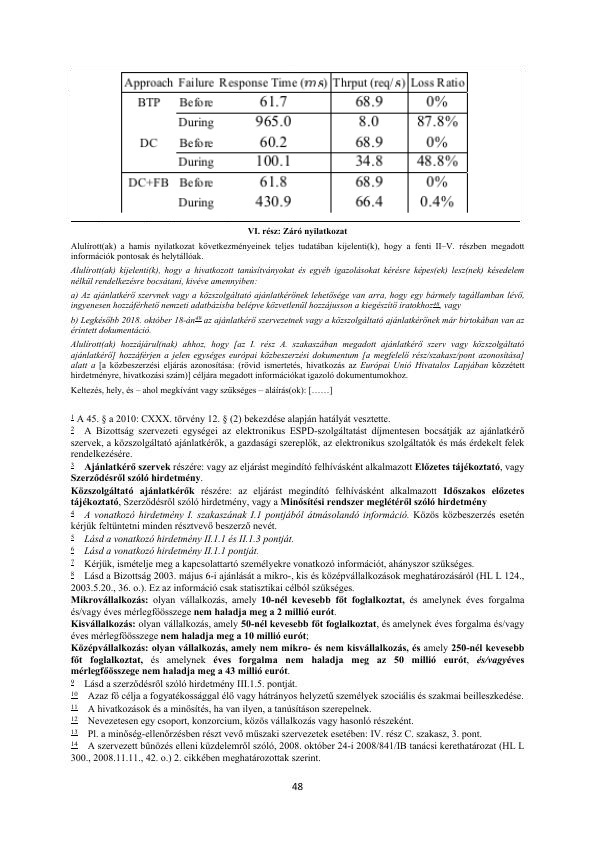 Approach Failure Response Time (ms) Thrput (req/s) Loss Ratio
BTP Before 61.7 68.9 0%
During 965.0 8.0 87.8%
DC Before 60.2 68.9 0%
During 100.1 34.8 48.8%
DC+FB Before 61.8 68.9 0%
During 430.9 66.4 0.4%
VI. rész: Záró nyilatkozat
Alulírott(ak) a hamis nyilatkozat következményeinek teljes tudatában kijelenti(k), hogy a fenti II–V. részben megadott
információk pontosak és helytállóak.
Alulírott(ak) kijelenti(k), hogy a hivatkozott tanúsítványokat és egyéb igazolásokat kérésre képes(ek) lesz(nek) késedelem
nélkül rendelkezésre bocsátani, kivéve amennyiben:
a) Az ajánlatkérő szervnek vagy a közszolgáltató ajánlatkérőnek lehetősége van arra, hogy egy bármely tagállamban lévő,
ingyenesen hozzáférhető nemzeti adatbázisba belépve közvetlenül hozzájusson a kiegészítő iratokhoz48, vagy
b) Legkésőbb 2018. október 18-án49 az ajánlatkérő szervezetnek vagy a közszolgáltató ajánlatkérőnek már birtokában van az
érintett dokumentáció.
Alulírott(ak) hozzájárul(nak) ahhoz, hogy [az I. rész A. szakaszában megadott ajánlatkérő szerv vagy közszolgáltató
ajánlatkérő] hozzáférjen a jelen egységes európai közbeszerzési dokumentum [a megfelelő rész/szakasz/pont azonosítása]
alatt a [a közbeszerzési eljárás azonosítása: (rövid ismertetés, hivatkozás az Európai Unió Hivatalos Lapjában közzétett
hirdetményre, hivatkozási szám)] céljára megadott információkat igazoló dokumentumokhoz.
Keltezés, hely, és – ahol megkívánt vagy szükséges – aláírás(ok): [……]
1 A 45. § a 2010: CXXX. törvény 12. § (2) bekezdése alapján hatályát vesztette.
2 A Bizottság szervezeti egységei az elektronikus ESPD-szolgáltatást díjmentesen bocsátják az ajánlatkérő
szervek, a közszolgáltató ajánlatkérők, a gazdasági szereplők, az elektronikus szolgáltatók és más érdekelt felek
rendelkezésére.
3 Ajánlatkérő szervek részére: vagy az eljárást megindító felhívásként alkalmazott Előzetes tájékoztató, vagy
Szerződésről szóló hirdetmény.
Közszolgáltató ajánlatkérők részére: az eljárást megindító felhívásként alkalmazott Időszakos előzetes
tájékoztató, Szerződésről szóló hirdetmény, vagy a Minősítési rendszer meglétéről szóló hirdetmény
4 A vonatkozó hirdetmény I. szakaszának I.1 pontjából átmásolandó információ. Közös közbeszerzés esetén
kérjük feltüntetni minden résztvevő beszerző nevét.
5 Lásd a vonatkozó hirdetmény II.1.1 és II.1.3 pontját.
6 Lásd a vonatkozó hirdetmény II.1.1 pontját.
7 Kérjük, ismételje meg a kapcsolattartó személyekre vonatkozó információt, ahányszor szükséges.
8 Lásd a Bizottság 2003. május 6-i ajánlását a mikro-, kis és középvállalkozások meghatározásáról (HL L 124.,
2003.5.20., 36. o.). Ez az információ csak statisztikai célból szükséges.
Mikrovállalkozás: olyan vállalkozás, amely 10-nél kevesebb főt foglalkoztat, és amelynek éves forgalma
és/vagy éves mérlegfőösszege nem haladja meg a 2 millió eurót.
Kisvállalkozás: olyan vállalkozás, amely 50-nél kevesebb főt foglalkoztat, és amelynek éves forgalma és/vagy
éves mérlegfőösszege nem haladja meg a 10 millió eurót;
Középvállalkozás: olyan vállalkozás, amely nem mikro- és nem kisvállalkozás, és amely 250-nél kevesebb
főt foglalkoztat, és amelynek éves forgalma nem haladja meg az 50 millió eurót, és/vagyéves
mérlegfőösszege nem haladja meg a 43 millió eurót.
9 Lásd a szerződésről szóló hirdetmény III.1.5. pontját.
10 Azaz fő célja a fogyatékossággal élő vagy hátrányos helyzetű személyek szociális és szakmai beilleszkedése.
11 A hivatkozások és a minősítés, ha van ilyen, a tanúsításon szerepelnek.
12 Nevezetesen egy csoport, konzorcium, közös vállalkozás vagy hasonló részeként.
13 Pl. a minőség-ellenőrzésben részt vevő műszaki szervezetek esetében: IV. rész C. szakasz, 3. pont.
14 A szervezett bűnözés elleni küzdelemről szóló, 2008. október 24-i 2008/841/IB tanácsi kerethatározat (HL L
300., 2008.11.11., 42. o.) 2. cikkében meghatározottak szerint.
48